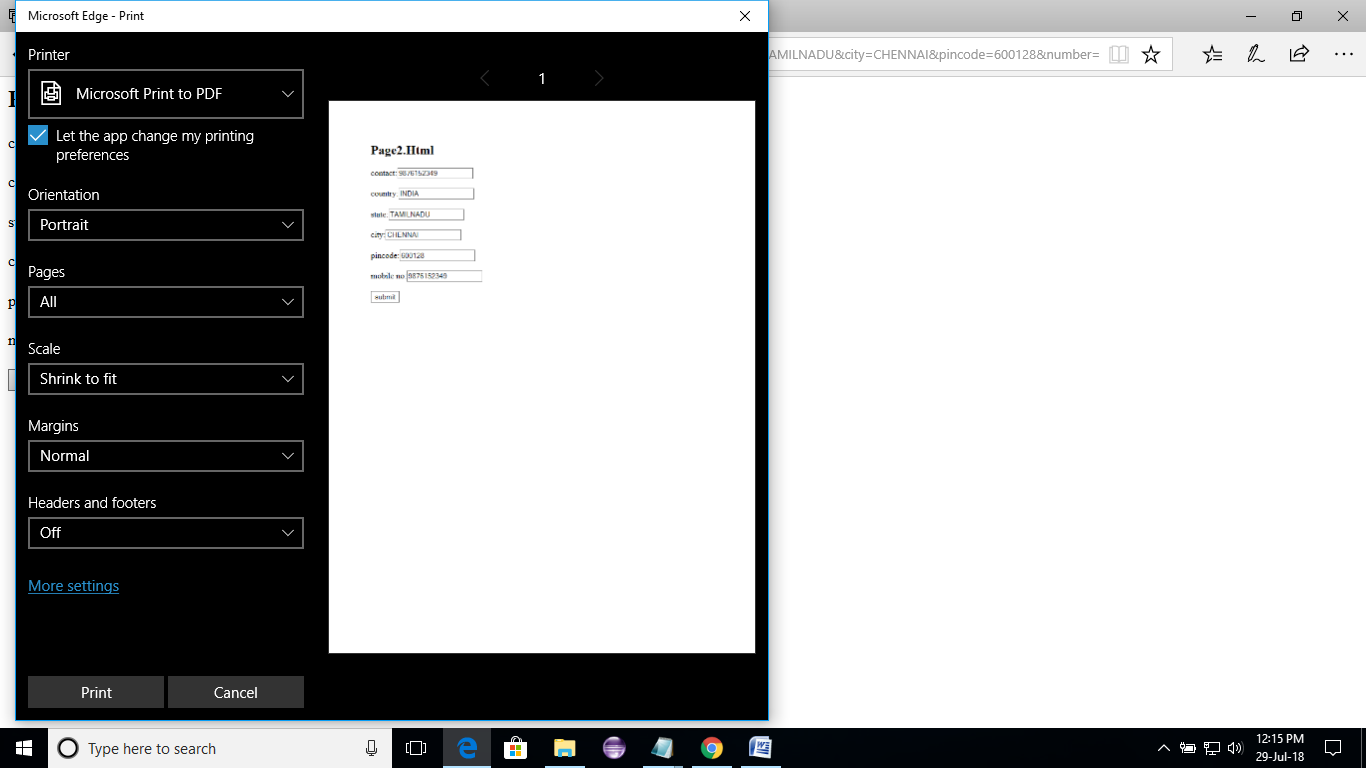 Microsoft Edge - Print
AMILNADU&city=CHENNAI&pincode=600128&number=
Printer
Microsoft Print to PDF
Let the app change my printing
preferences
Orientation
Portrait
Pages
All
Scale
Shrink to fit
Margins
Normal
Headers and footers
Off
More settings
Print
Cancel
1
Page2.Html
contact:
country: INDIA
state: TAMILNADU
city: CHENNAI
pincode: 600128
mobile no
submit
Type here to search
12:15 PM
29-Jul-18